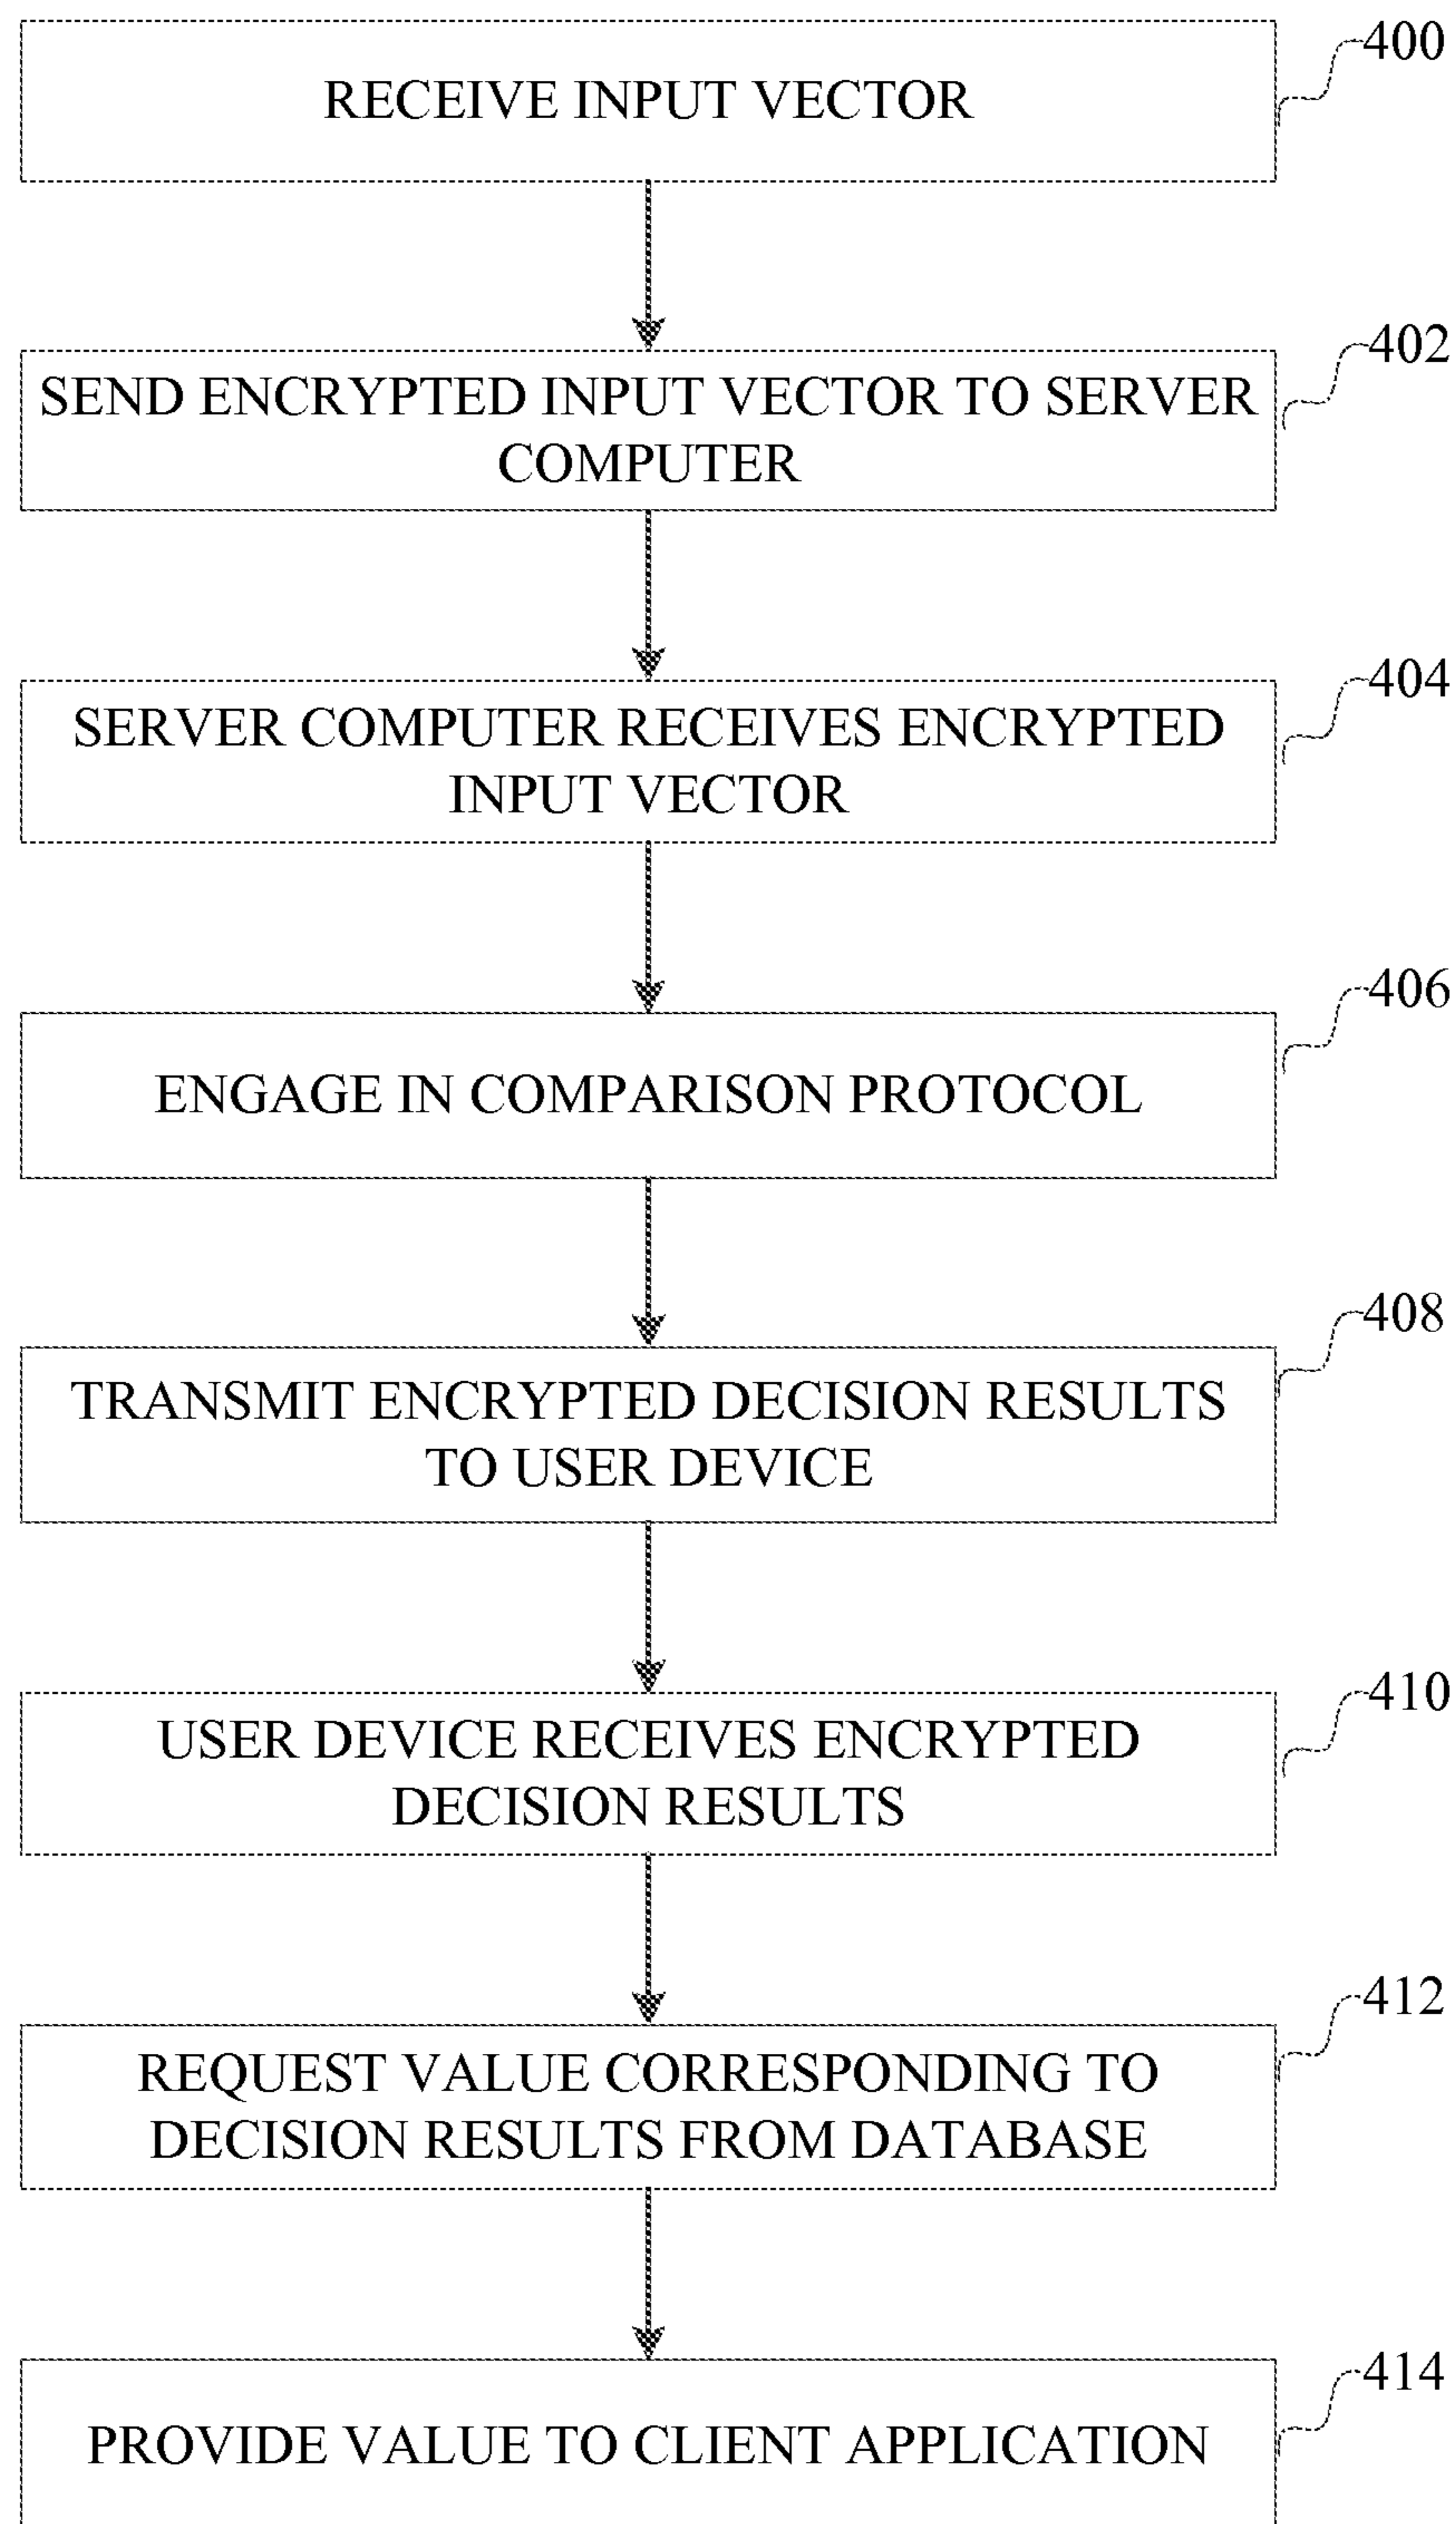 400
RECEIVE INPUT VECTOR
402
SEND ENCRYPTED INPUT VECTOR TO SERVER
COMPUTER
404
SERVER COMPUTER RECEIVES ENCRYPTED
INPUT VECTOR
406
ENGAGE IN COMPARISON PROTOCOL
408
TRANSMIT ENCRYPTED DECISION RESULTS
TO USER DEVICE
410
USER DEVICE RECEIVES ENCRYPTED
DECISION RESULTS
412
REQUEST VALUE CORRESPONDING TO
DECISION RESULTS FROM DATABASE
414
PROVIDE VALUE TO CLIENT APPLICATION